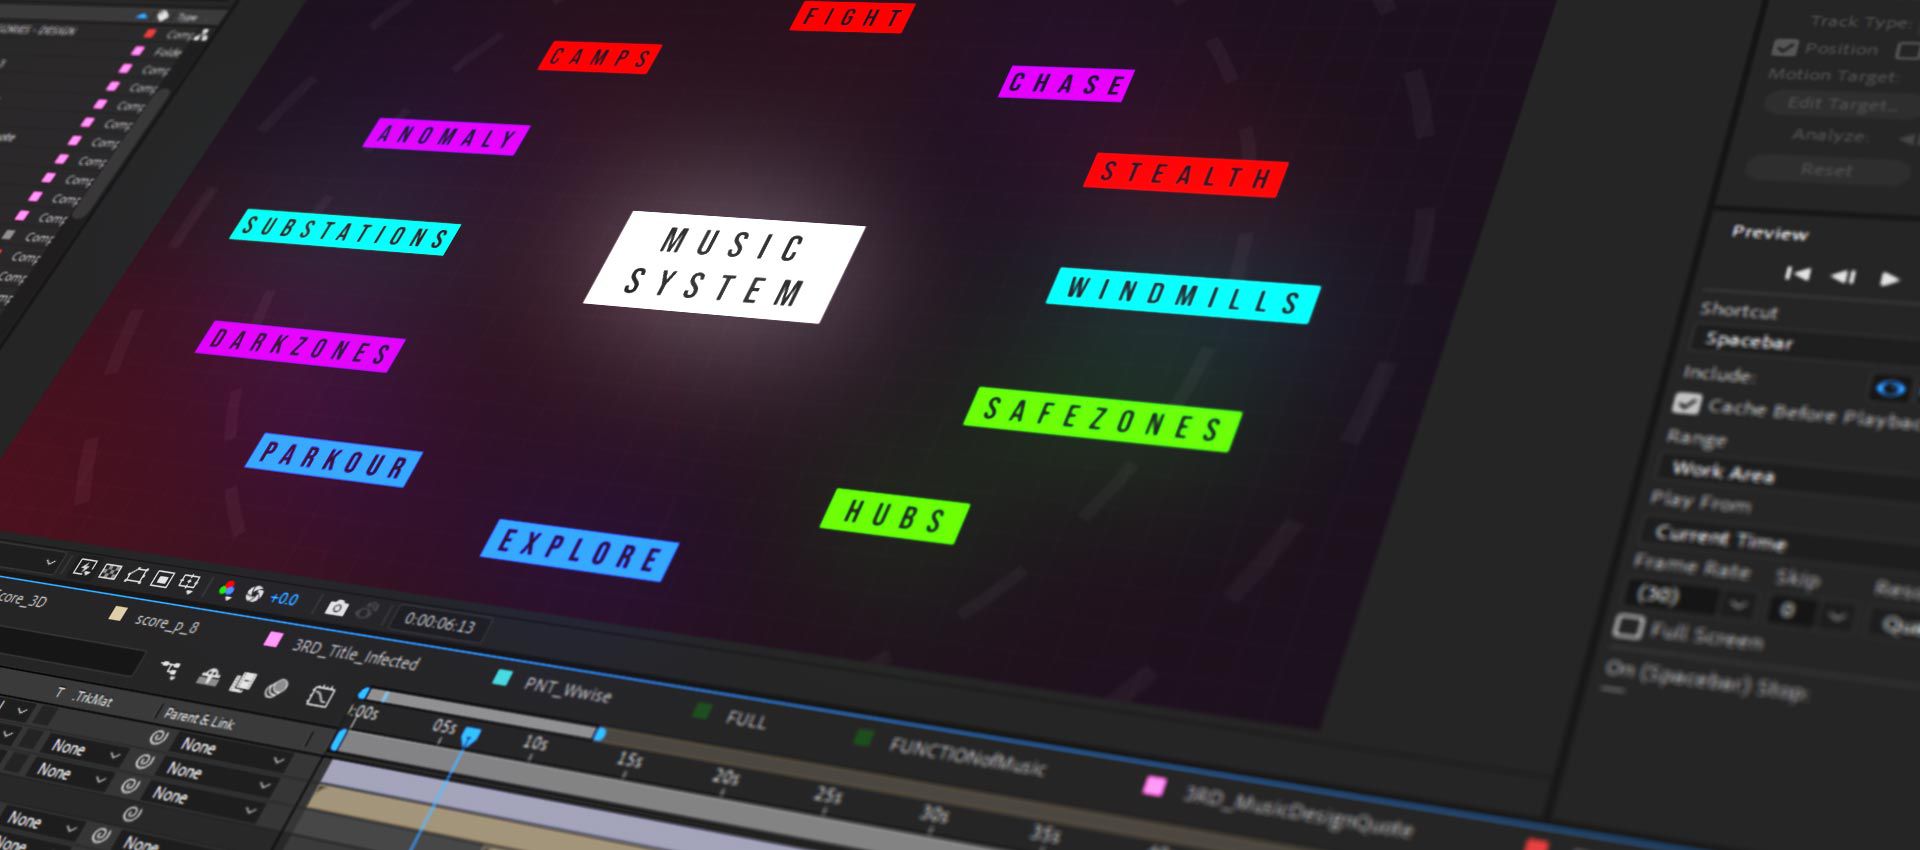 Type
FIGHT
CAMPS
CHASE
ANOMALY
STEALTH
SUBSTATIONS
MUSIC
SYSTEM
WINDMILLS
DARKZONES
SAFEZONES
PARKOUR
HUBS
EXPLORE
Track Type:
Position
Motion Target:
Edit Target...
Analyze:
Reset
Preview
Shortcut
Spacebar
Include:
Cache Before Playbac
Range
Work Area
Play From
Current Time
Frame Rate
Skip
(30)
0
Full Screen
On (Spacebar) Stop:
+0.0
0:00:06:13
core_3D
score_p_8
3RD_Title_Infected
PNT_Wwise
FULL
FUNCTIONofMusic
3RD_MusicDesignQuote
T .TrkMat
Parent & Link
:00s
05s
10s
15s
20s
25s
30s
35s
None
None
None
None
None
None
None